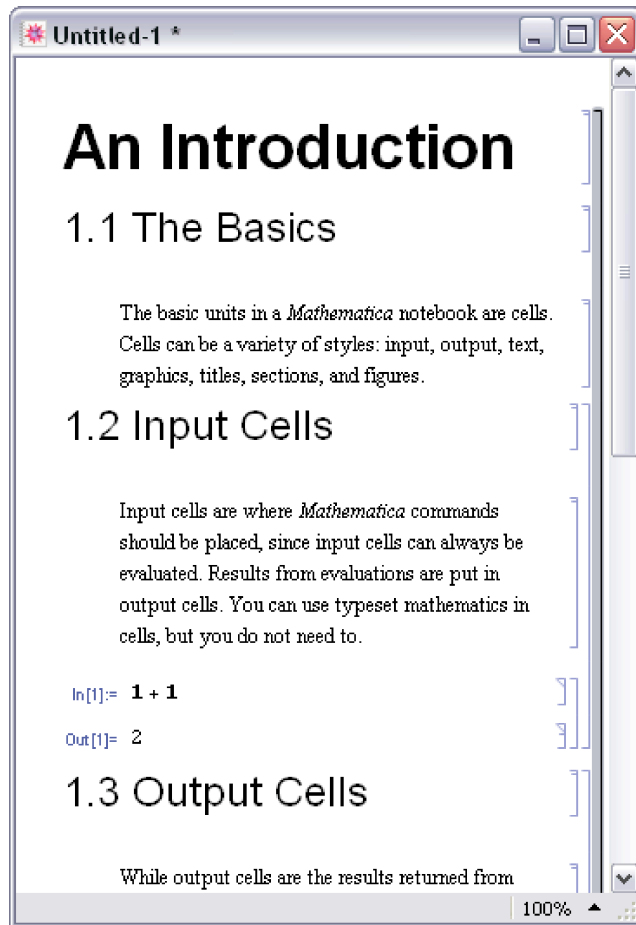 Untitled-1 *
An Introduction
1.1 The Basics
The basic units in a Mathematica notebook are cells.
Cells can be a variety of styles: input, output, text,
graphics, titles, sections, and figures.
1.2 Input Cells
Input cells are where Mathematica commands
should be placed, since input cells can always be
evaluated. Results from evaluations are put in
output cells. You can use typeset mathematics in
cells, but you do not need to.
In[1]:= 1 + 1
Out[1]= 2
1.3 Output Cells
While output cells are the results returned from
100%